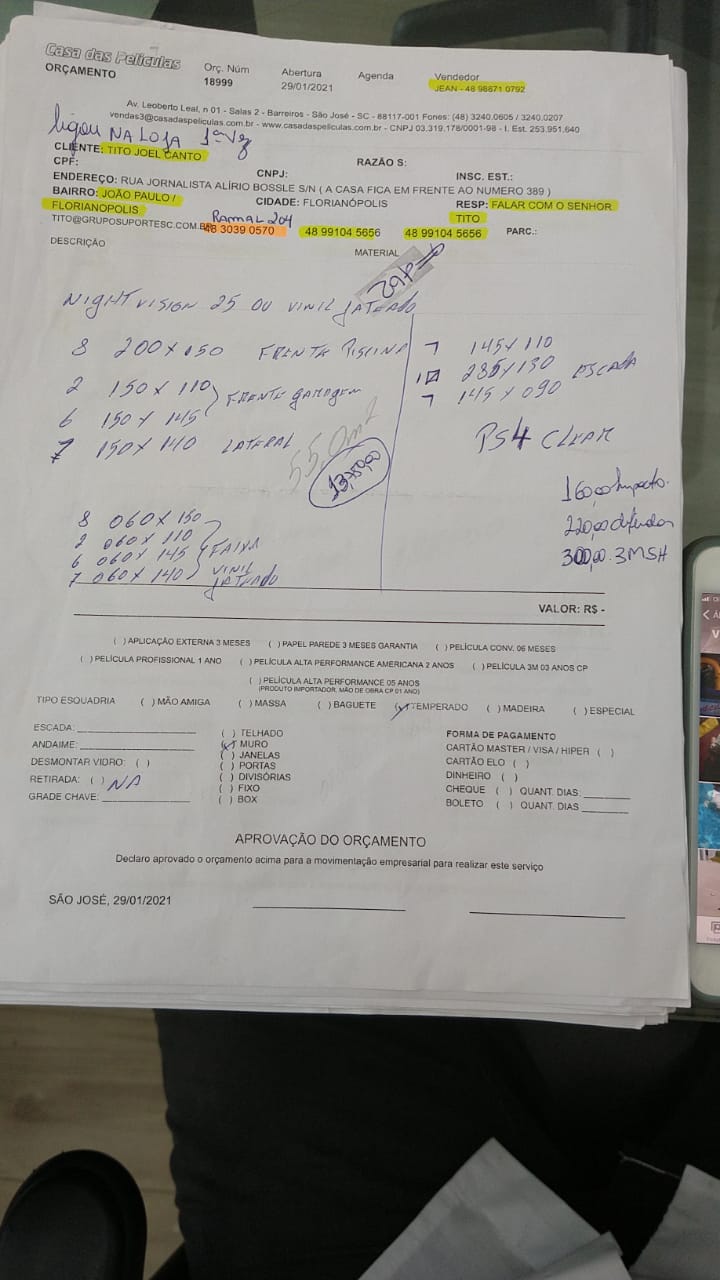 Casa das Películas
ORÇAMENTO
Orç. Núm
18999
Abertura
29/01/2021
Agenda
Vendedor
JEAN - 48 98871 0792
Av. Leoberto Leal, n 01 - Salas 2 - Barreiros - São José - SC - 88117-001 Fones: (48) 3240.0605 / 3240.0207
vendas3@casadaspeliculas.com.br - www.casadaspeliculas.com.br - CNPJ 03.319.178/0001-98 - I. Est. 253.951.640
ligou NA LOJA 1ª Vez
CLIENTE: TITO JOEL CANTO
RAZÃO S:
CPF:
CNPJ:
INSC. EST.:
ENDEREÇO: RUA JORNALISTA ALÍRIO BOSSLE S/N ( A CASA FICA EM FRENTE AO NUMERO 389 )
BAIRRO: JOÃO PAULO /
FLORIANOPOLIS
CIDADE: FLORIANÓPOLIS
RESP: FALAR COM O SENHOR
TITO
RAMAL 204
TITO@GRUPOSUPORTESC.COM.BR
48 3039 0570
48 99104 5656
48 99104 5656
PARC.:
DESCRIÇÃO
MATERIAL
NIGHT VISION 25 OU VINIL JATEADO
8 200 X 150 FRENTE PISCINA
2 150 X 110
FRENTE GARAGEM
6 150 X 145
7 150 X 140 LATERAL
55,0m2
13,750,00
8 060 X 150
2 060 X 110
6 060 X 145 FAIXA
7 060 X 140 VINIL
JATEADO
7 145 X 110
285 X 130 ESCADA
7 145 X 090
PS4 CLEAR
160,00 Impacto.
220,00
300,00. 3M SH
VALOR: R$ -
( ) APLICAÇÃO EXTERNA 3 MESES ( ) PAPEL PAREDE 3 MESES GARANTIA ( ) PELÍCULA CONV. 06 MESES
( ) PELÍCULA PROFISSIONAL 1 ANO ( ) PELÍCULA ALTA PERFORMANCE AMERICANA 2 ANOS ( ) PELÍCULA 3M 03 ANOS CP
( ) PELÍCULA ALTA PERFORMANCE 05 ANOS
(PRODUTO IMPORTADOR, MÃO DE OBRA CP 01 ANO)
TIPO ESQUADRIA ( ) MÃO AMIGA ( ) MASSA ( ) BAGUETE (X) TEMPERADO ( ) MADEIRA ( ) ESPECIAL
ESCADA:
ANDAIME:
DESMONTAR VIDRO: ( )
RETIRADA: ( ) NA
GRADE CHAVE:
( ) TELHADO
(X) MURO
( ) JANELAS
( ) PORTAS
( ) DIVISÓRIAS
( ) FIXO
( ) BOX
FORMA DE PAGAMENTO
CARTÃO MASTER / VISA / HIPER ( )
CARTÃO ELO ( )
DINHEIRO ( )
CHEQUE ( ) QUANT. DIAS:
BOLETO ( ) QUANT. DIAS
APROVAÇÃO DO ORÇAMENTO
Declaro aprovado o orçamento acima para a movimentação empresarial para realizar este serviço
SÃO JOSÉ, 29/01/2021